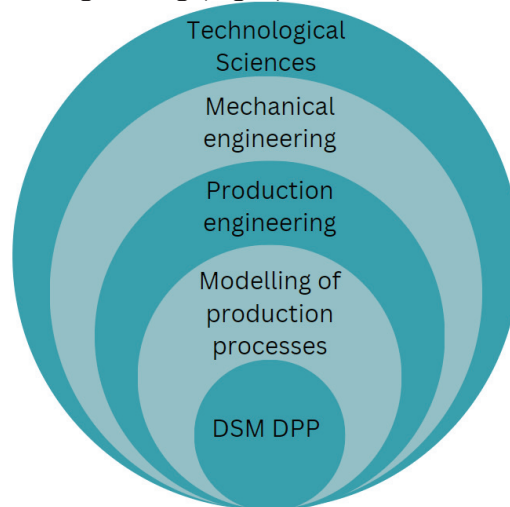 Technological
Sciences
Mechanical
engineering
Production
engineering
Modelling of
production
processes
DSM DPP